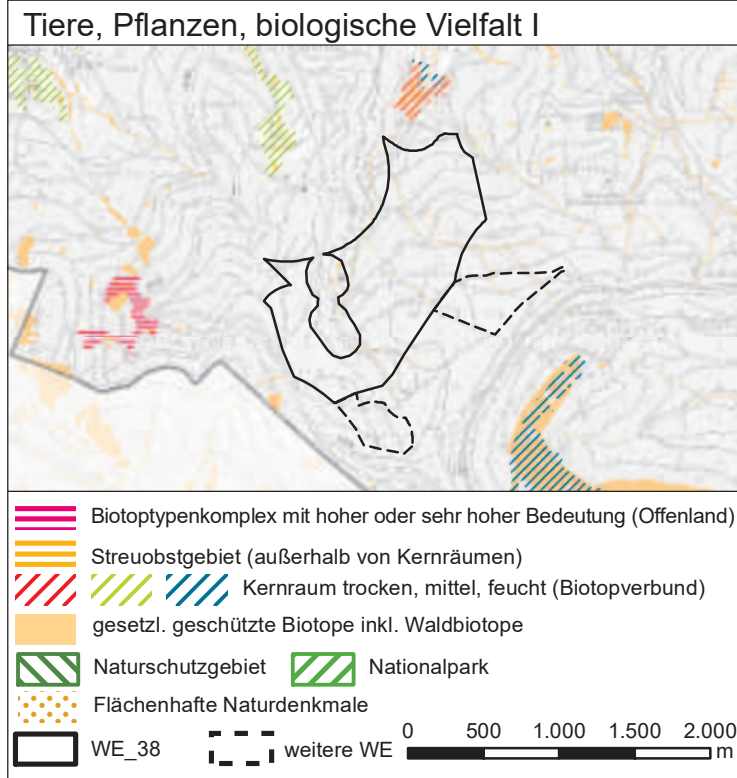 Tiere, Pflanzen, biologische Vielfalt I
Biotoptypenkomplex mit hoher oder sehr hoher Bedeutung (Offenland)
Streuobstgebiet (außerhalb von Kernräumen)
Kernraum trocken, mittel, feucht (Biotopverbund)
gesetzl. geschützte Biotope inkl. Waldbiotope
Naturschutzgebiet Nationalpark
Flächenhafte Naturdenkmale
WE_38 weitere WE
0 500 1.000 1.500 2.000
m